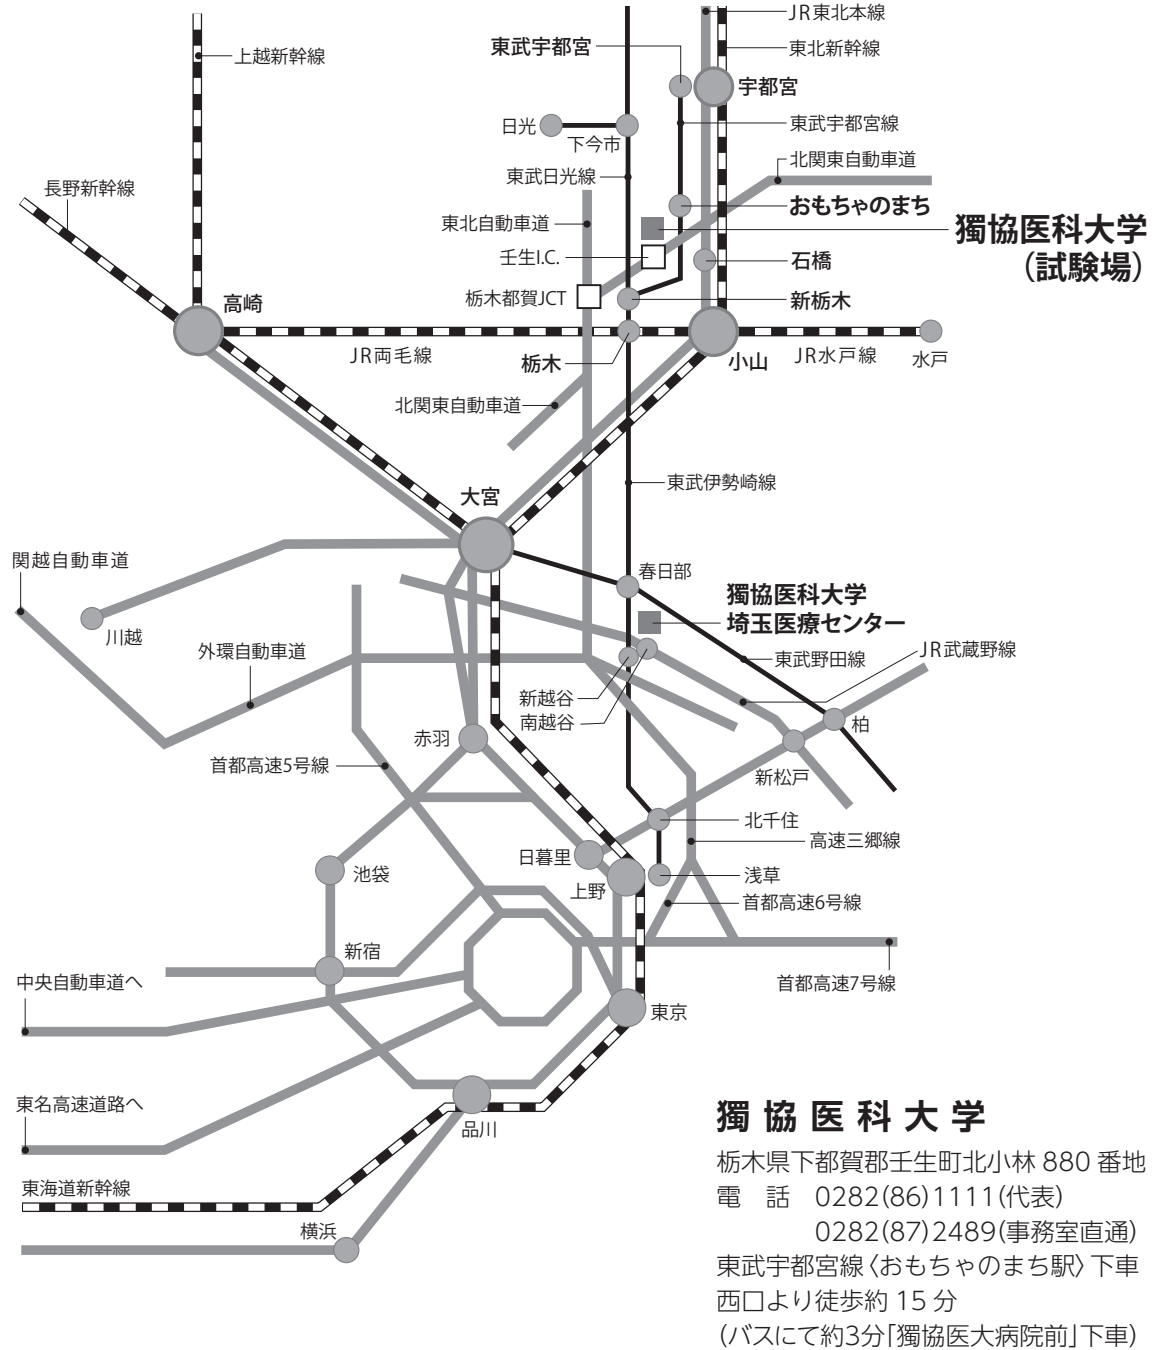 JR東北本線
東武宇都宮
東北新幹線
上越新幹線
宇都宮
日光
東武宇都宮線
下今市
北関東自動車道
東武日光線
長野新幹線
おもちゃのまち
東北自動車道
獨協医科大学
(試験場)
壬生I.C.
石橋
栃木都賀JCT
新栃木
高崎
JR両毛線
栃木
小山
JR水戸線
水戸
北関東自動車道
東武伊勢崎線
大宮
関越自動車道
春日部
獨協医科大学
埼玉医療センター
川越
外環自動車道
東武野田線
JR武蔵野線
新越谷
南越谷
柏
赤羽
首都高速5号線
新松戸
北千住
高速三郷線
日暮里
池袋
上野
浅草
首都高速6号線
新宿
中央自動車道へ
首都高速7号線
東京
東名高速道路へ
品川
東海道新幹線
横浜
獨協医科大学
栃木県下都賀郡壬生町北小林 880 番地
電 話 0282(86)1111(代表)
0282(87)2489(事務室直通)
東武宇都宮線〈おもちゃのまち駅〉下車
西口より徒歩約 15 分
(バスにて約3分「獨協医大病院前」下車)